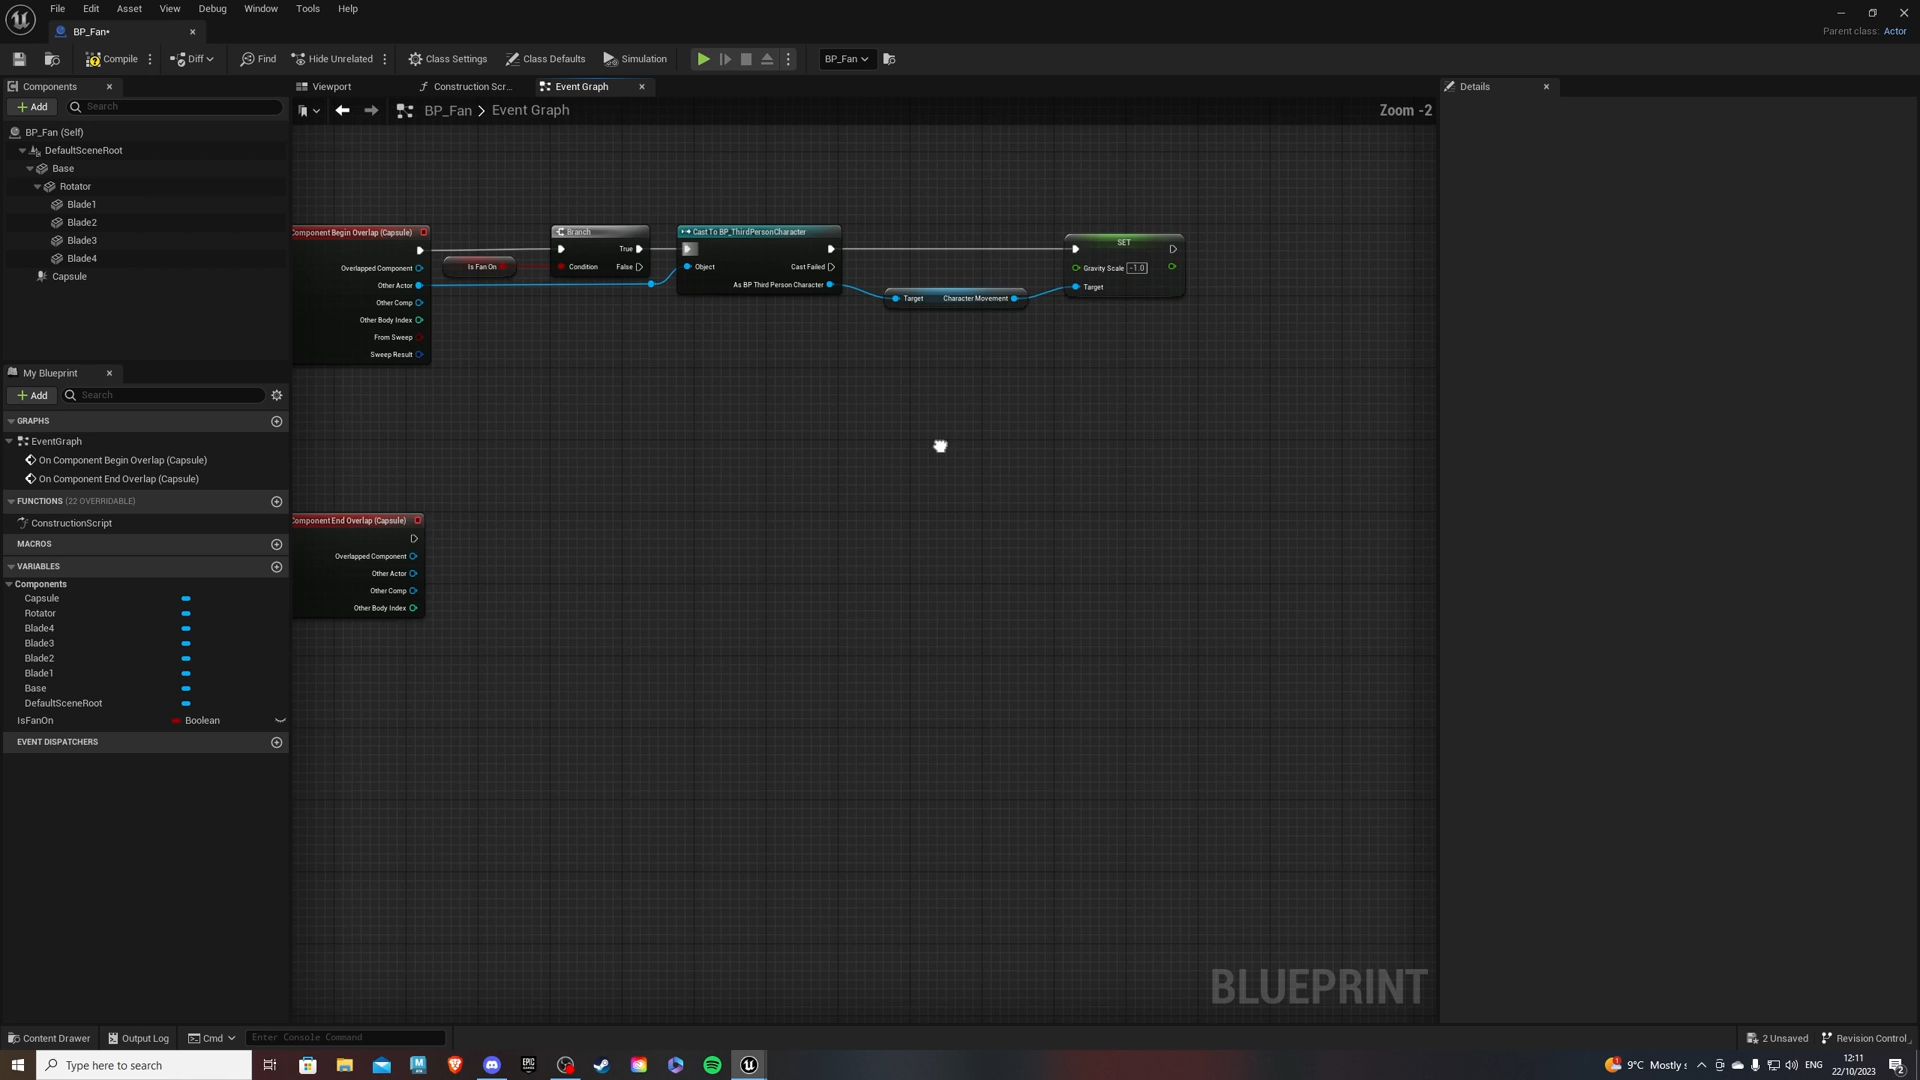 File Edit Asset View Debug Window Tools Help
BP_Fan•
Parent class: Actor
Compile Diff Find Hide Unrelated Class Settings Class Defaults Simulation BP_Fan
Components Viewport Construction Scr... Event Graph Details
Add Search BP_Fan > Event Graph Zoom -2
BP_Fan (Self)
DefaultSceneRoot
Base
Rotator
Blade1
Blade2
Blade3
Blade4
Capsule
My Blueprint
Add Search
GRAPHS
EventGraph
On Component Begin Overlap (Capsule)
On Component End Overlap (Capsule)
FUNCTIONS (22 OVERRIDABLE)
ConstructionScript
MACROS
VARIABLES
Components
Capsule
Rotator
Blade4
Blade3
Blade2
Blade1
Base
DefaultSceneRoot
IsFanOn Boolean
EVENT DISPATCHERS
Component Begin Overlap (Capsule)
Overlapped Component
Other Actor
Other Comp
Other Body Index
From Sweep
Sweep Result
Is Fan On
Branch
True
Condition False
Cast To BP_ThirdPersonCharacter
Object Cast Failed
As BP Third Person Character
Target Character Movement
SET
Gravity Scale -1.0
Target
Component End Overlap (Capsule)
Overlapped Component
Other Actor
Other Comp
Other Body Index
BLUEPRINT
Content Drawer Output Log Cmd Enter Console Command 2 Unsaved Revision Control
Type here to search
9°C Mostly s ENG
12:11
22/10/2023
2